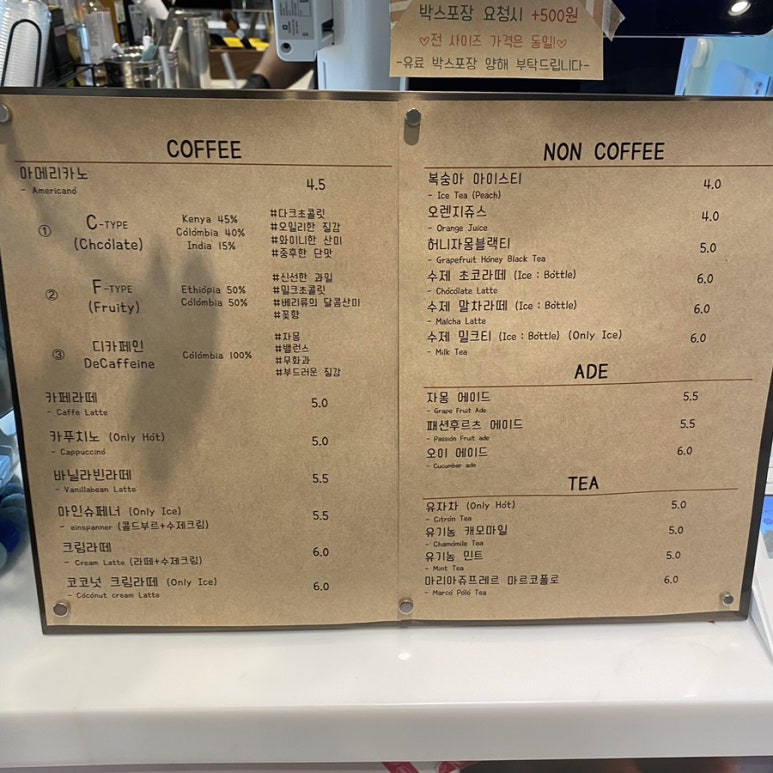 박스포장 요청시 +500원
♡전 사이즈 가격은 동일!♡
-유료 박스포장 양해 부탁드립니다-
COFFEE
아메리카노
- Americano 4.5
① C-TYPE (Chcolate)
Kenya 45%
Colombia 40%
India 15%
#다크초콜릿
#오일리한 질감
#와이니한 산미
#중후한 단맛
② F-TYPE (Fruity)
Ethiopia 50%
Colombia 50%
#신선한 과일
#밀크초콜릿
#베리류의 달콤산미
#꽃향
③ 디카페인 DeCaffeine
Colombia 100%
#자몽
#밸런스
#무화과
#부드러운 질감
카페라떼 5.0
- Caffe Latte
카푸치노 (Only Hot) 5.0
- Cappuccino
바닐라빈라떼 5.5
- Vanillabean Latte
아인슈페너 (Only Ice) 5.5
- einspanner (콜드부르+수제크림)
크림라떼 6.0
- Cream Latte (라떼+수제크림)
코코넛 크림라떼 (Only Ice) 6.0
- Coconut cream Latte
NON COFFEE
복숭아 아이스티 4.0
- Ice Tea (Peach)
오렌지쥬스 4.0
- Orange Juice
허니자몽블랙티 5.0
- Grapefruit Honey Black Tea
수제 초코라떼 (Ice : Bottle) 6.0
- Chocolate Latte
수제 말차라떼 (Ice : Bottle) 6.0
- Malcha Latte
수제 밀크티 (Ice : Bottle) (Only Ice) 6.0
- Milk Tea
ADE
자몽 에이드 5.5
- Grape Fruit Ade
패션후르츠 에이드 5.5
- Passion Fruit ade
오이 에이드 6.0
- Cucumber ade
TEA
유자차 (Only Hot) 5.0
- Citron Tea
유기농 캐모마일 5.0
- Chamomile Tea
유기농 민트 5.0
- Mint Tea
마리아쥬프레르 마르코폴로 6.0
- Marco Polo Tea